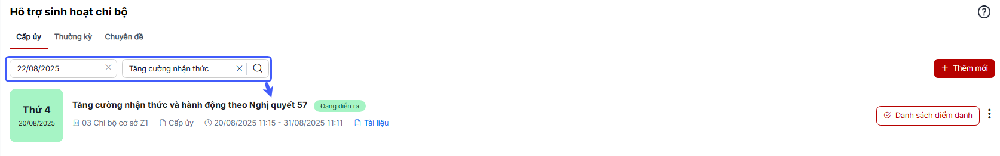 Hỗ trợ sinh hoạt chi bộ
Cấp ủy Thường kỳ Chuyên đề
22/08/2025 Tăng cường nhận thức Thêm mới
Thứ 4
20/08/2025
Tăng cường nhận thức và hành động theo Nghị quyết 57 Đang diễn ra
03 Chi bộ cơ sở Z1 Cấp ủy 20/08/2025 11:15 - 31/08/2025 11:11 Tài liệu
Danh sách điểm danh